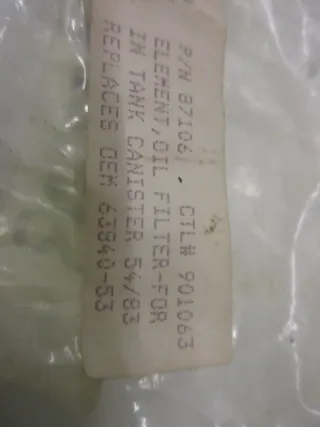 P/N 87106 . CTL# 901063
ELEMENT,OIL FILTER-FOR
IN TANK CANISTER 54/83
REPLACES OEM 63840-53